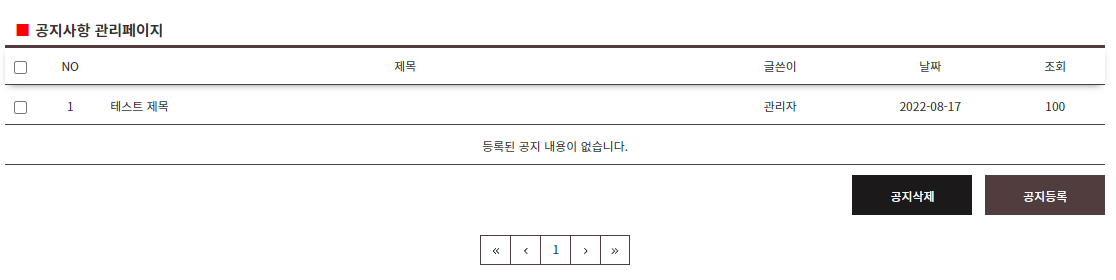 ■ 공지사항 관리페이지
NO 제목 글쓴이 날짜 조회
1 테스트 제목 관리자 2022-08-17 100
등록된 공지 내용이 없습니다.
공지삭제 공지등록
« ‹ 1 › »